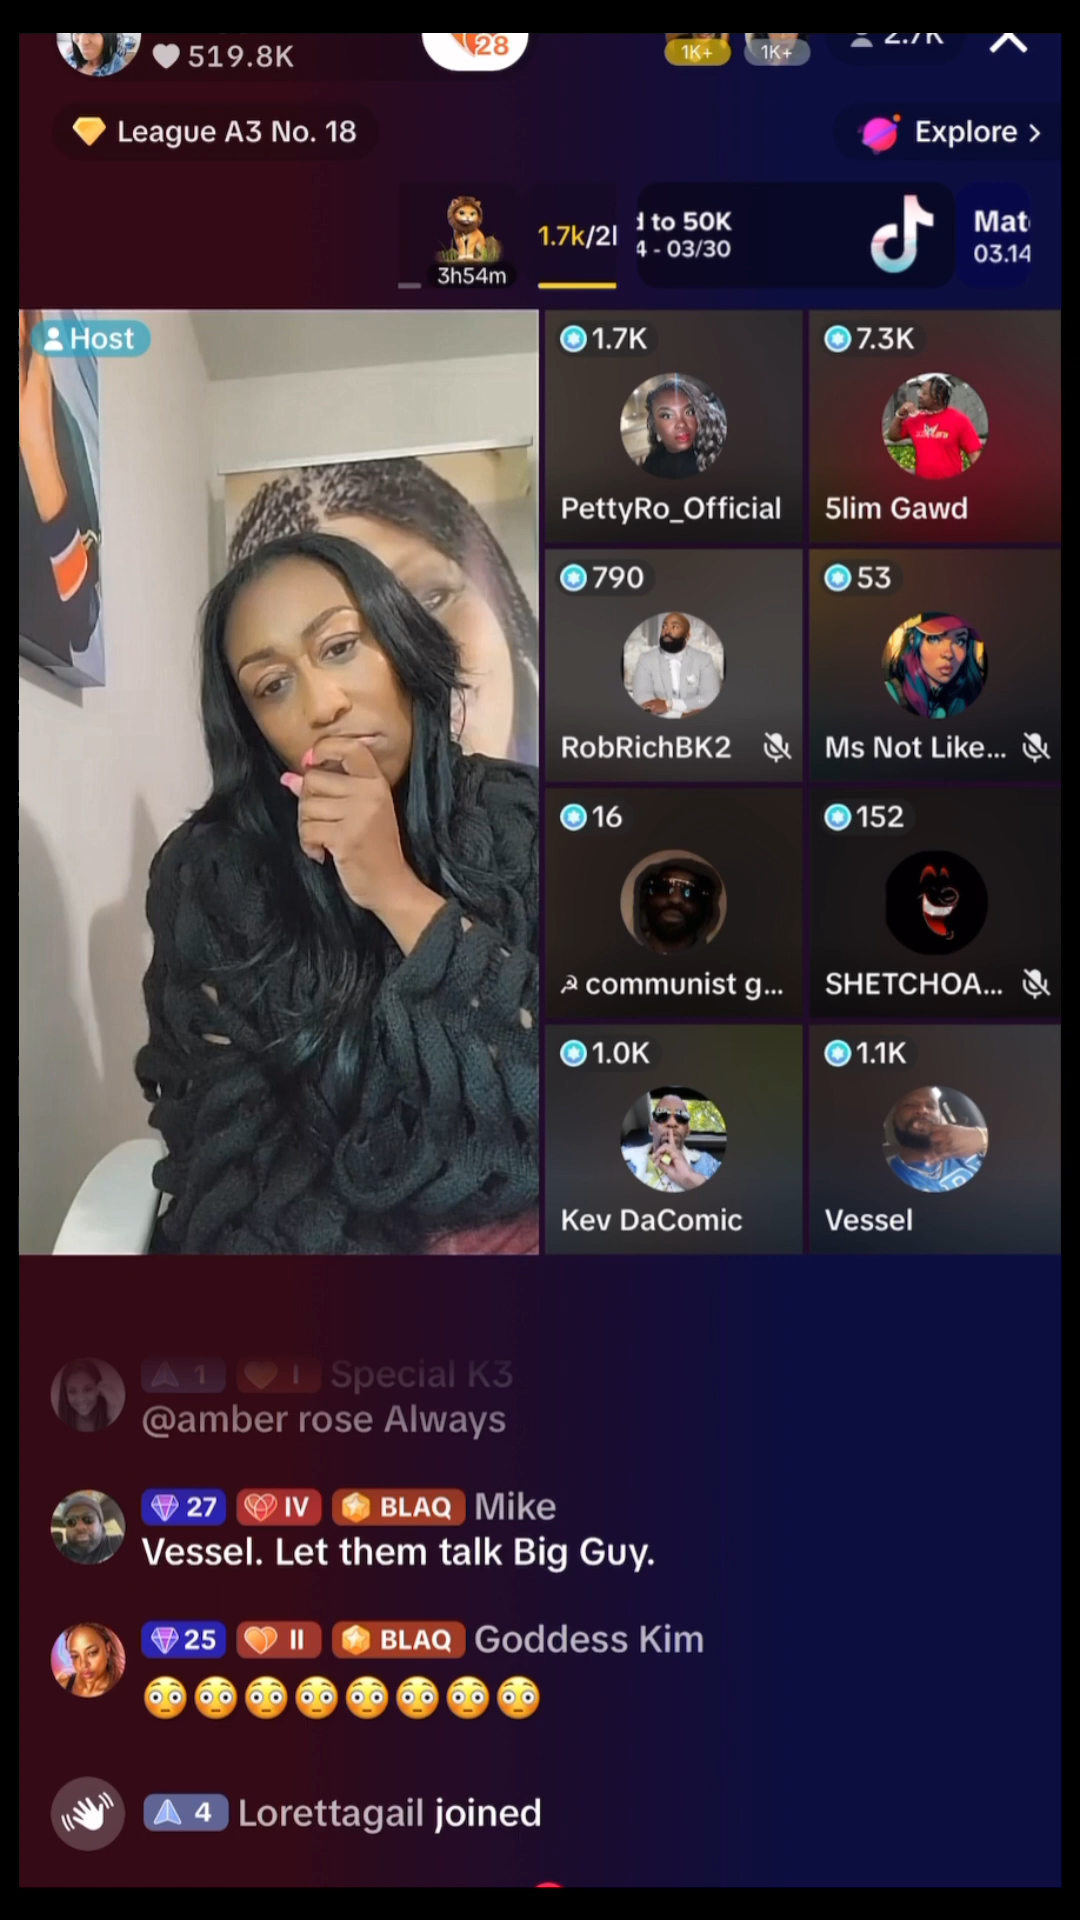 519.8K
28
1K+
1K+
2.7K
League A3 No. 18
Explore >
3h54m
1.7k/2
to 50K
4 - 03/30
Mat
03.14
Host
1.7K
PettyRo_Official
7.3K
5lim Gawd
790
RobRichBK2
53
Ms Not Like...
16
☭ communist g...
152
SHETCHOA...
1.0K
Kev DaComic
1.1K
Vessel
1 I Special K3
@amber rose Always
27 IV BLAQ Mike
Vessel. Let them talk Big Guy.
25 II BLAQ Goddess Kim
😳😳😳😳😳😳😳😳
4 Lorettagail joined